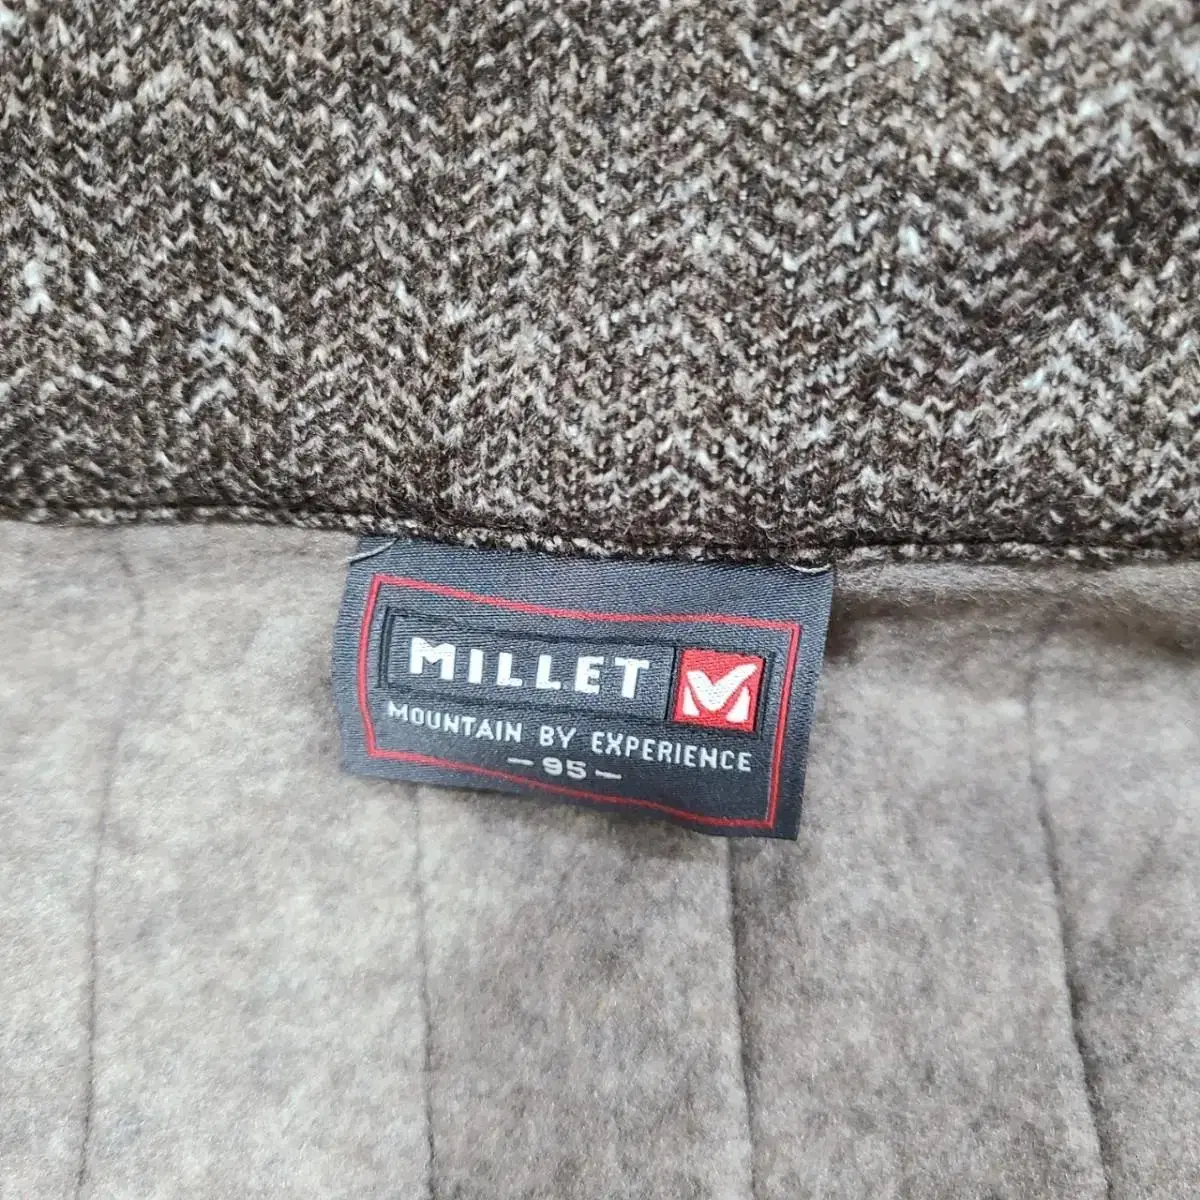 MILLET
MOUNTAIN BY EXPERIENCE
- 95 -